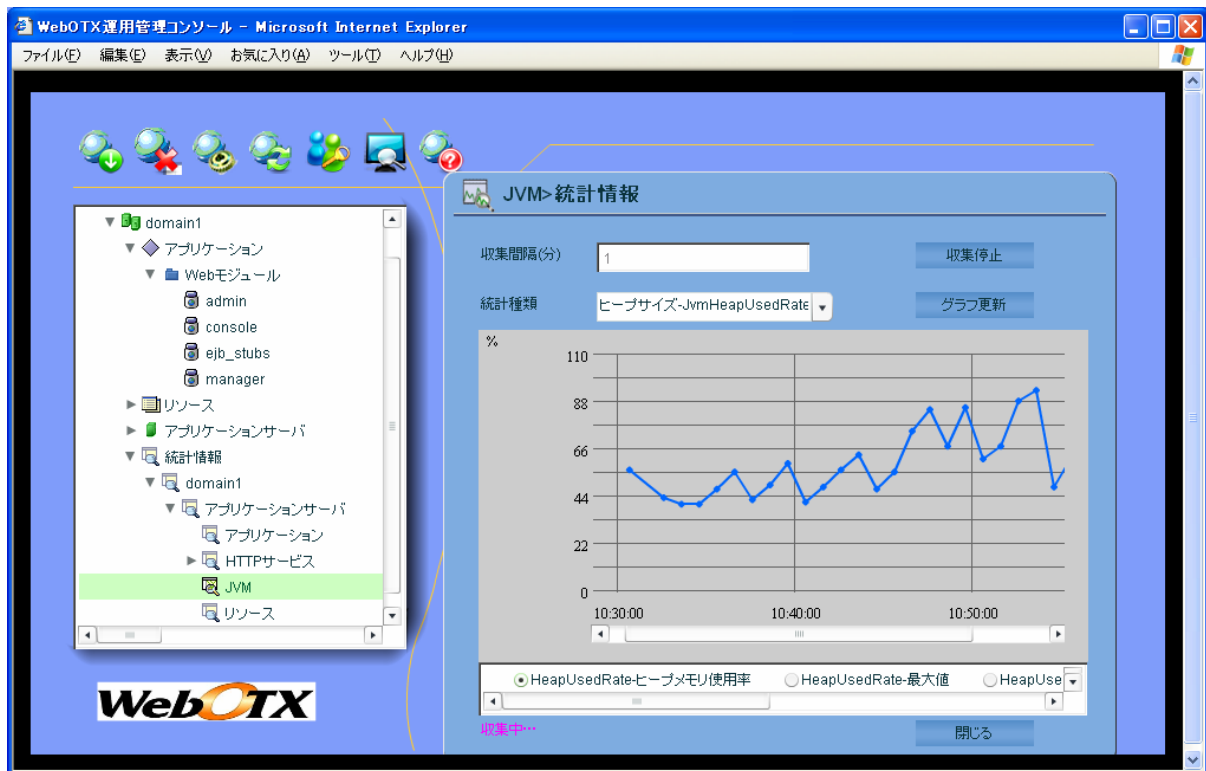 WebOTX運用管理コンソール - Microsoft Internet Explorer
ファイル(F) 編集(E) 表示(V) お気に入り(A) ツール(T) ヘルプ(H)
domain1
アプリケーション
Webモジュール
admin
console
ejb_stubs
manager
リソース
アプリケーションサーバ
統計情報
domain1
アプリケーションサーバ
アプリケーション
HTTPサービス
JVM
リソース
WebOTX
JVM>統計情報
収集間隔(分) 1 収集停止
統計種類 ヒープサイズ-JvmHeapUsedRate グラフ更新
%
110
88
66
44
22
0
10:30:00 10:40:00 10:50:00
HeapUsedRate-ヒープメモリ使用率 HeapUsedRate-最大値 HeapUse
収集中… 閉じる